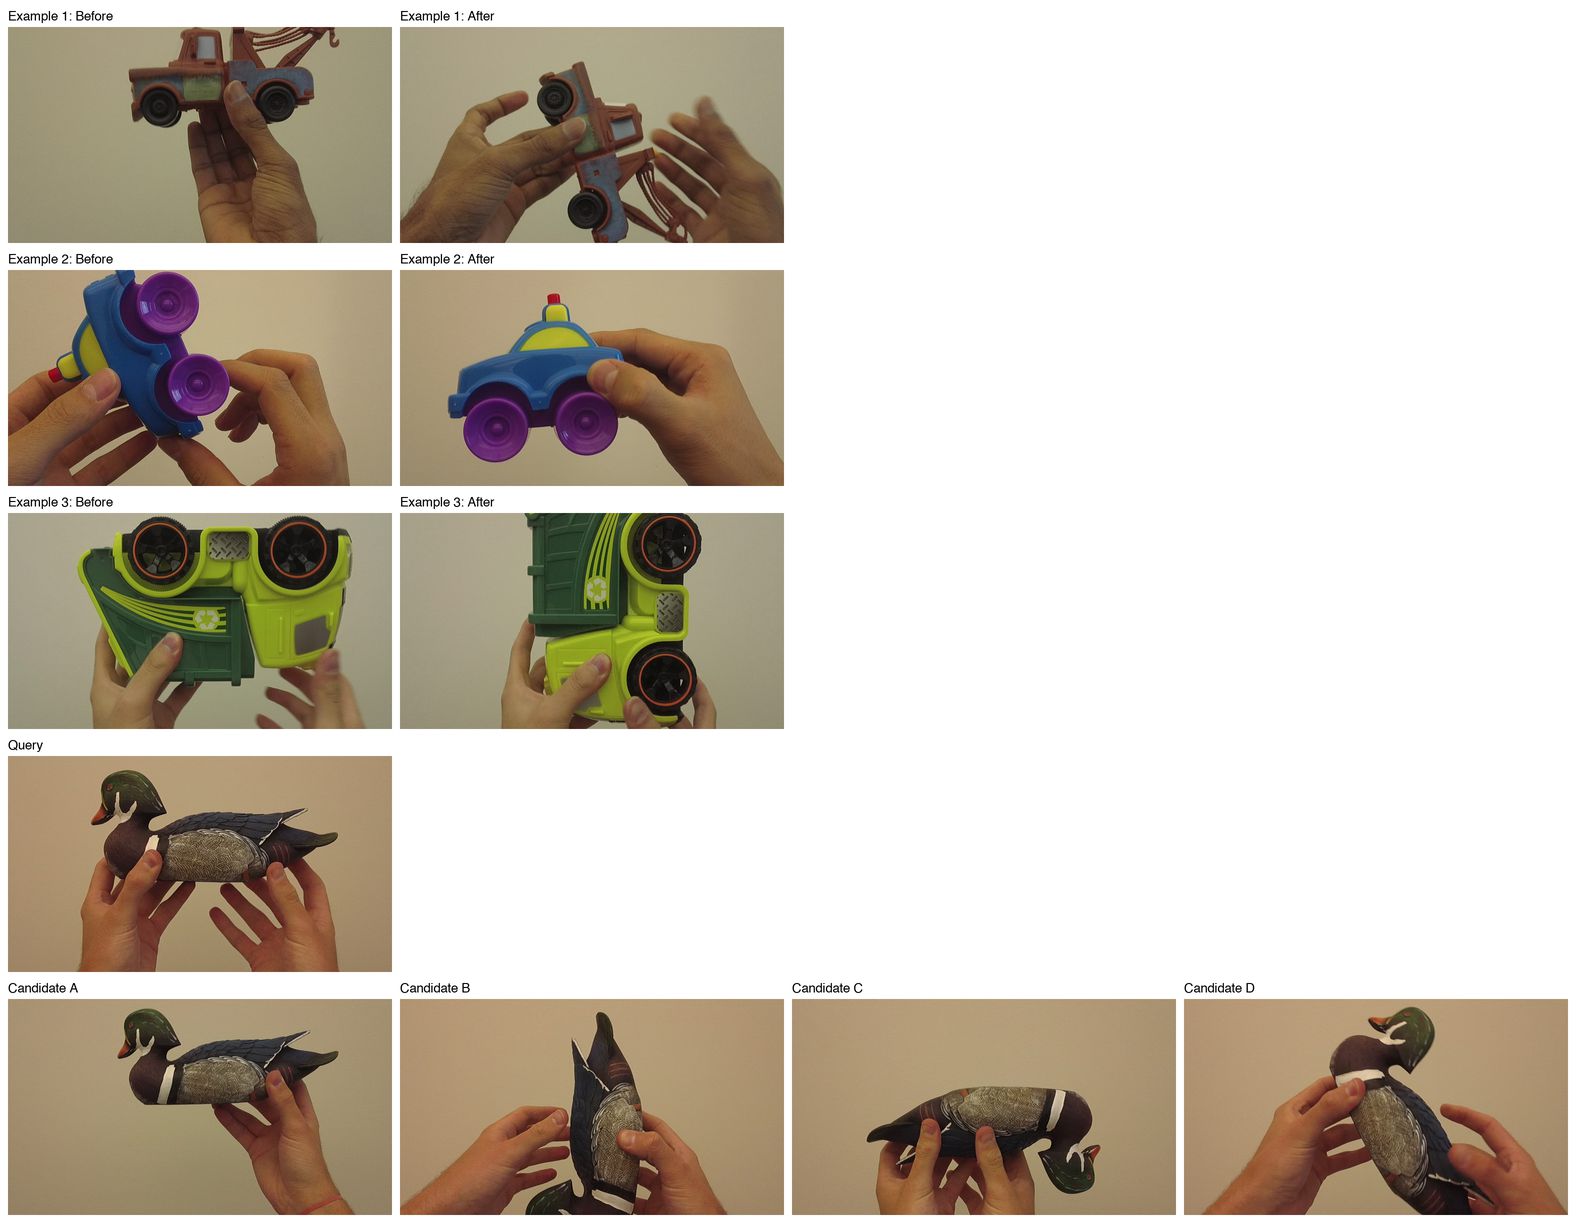 Example 1: Before
Example 1: After
Example 2: Before
Example 2: After
Example 3: Before
Example 3: After
Query
Candidate A
Candidate B
Candidate C
Candidate D